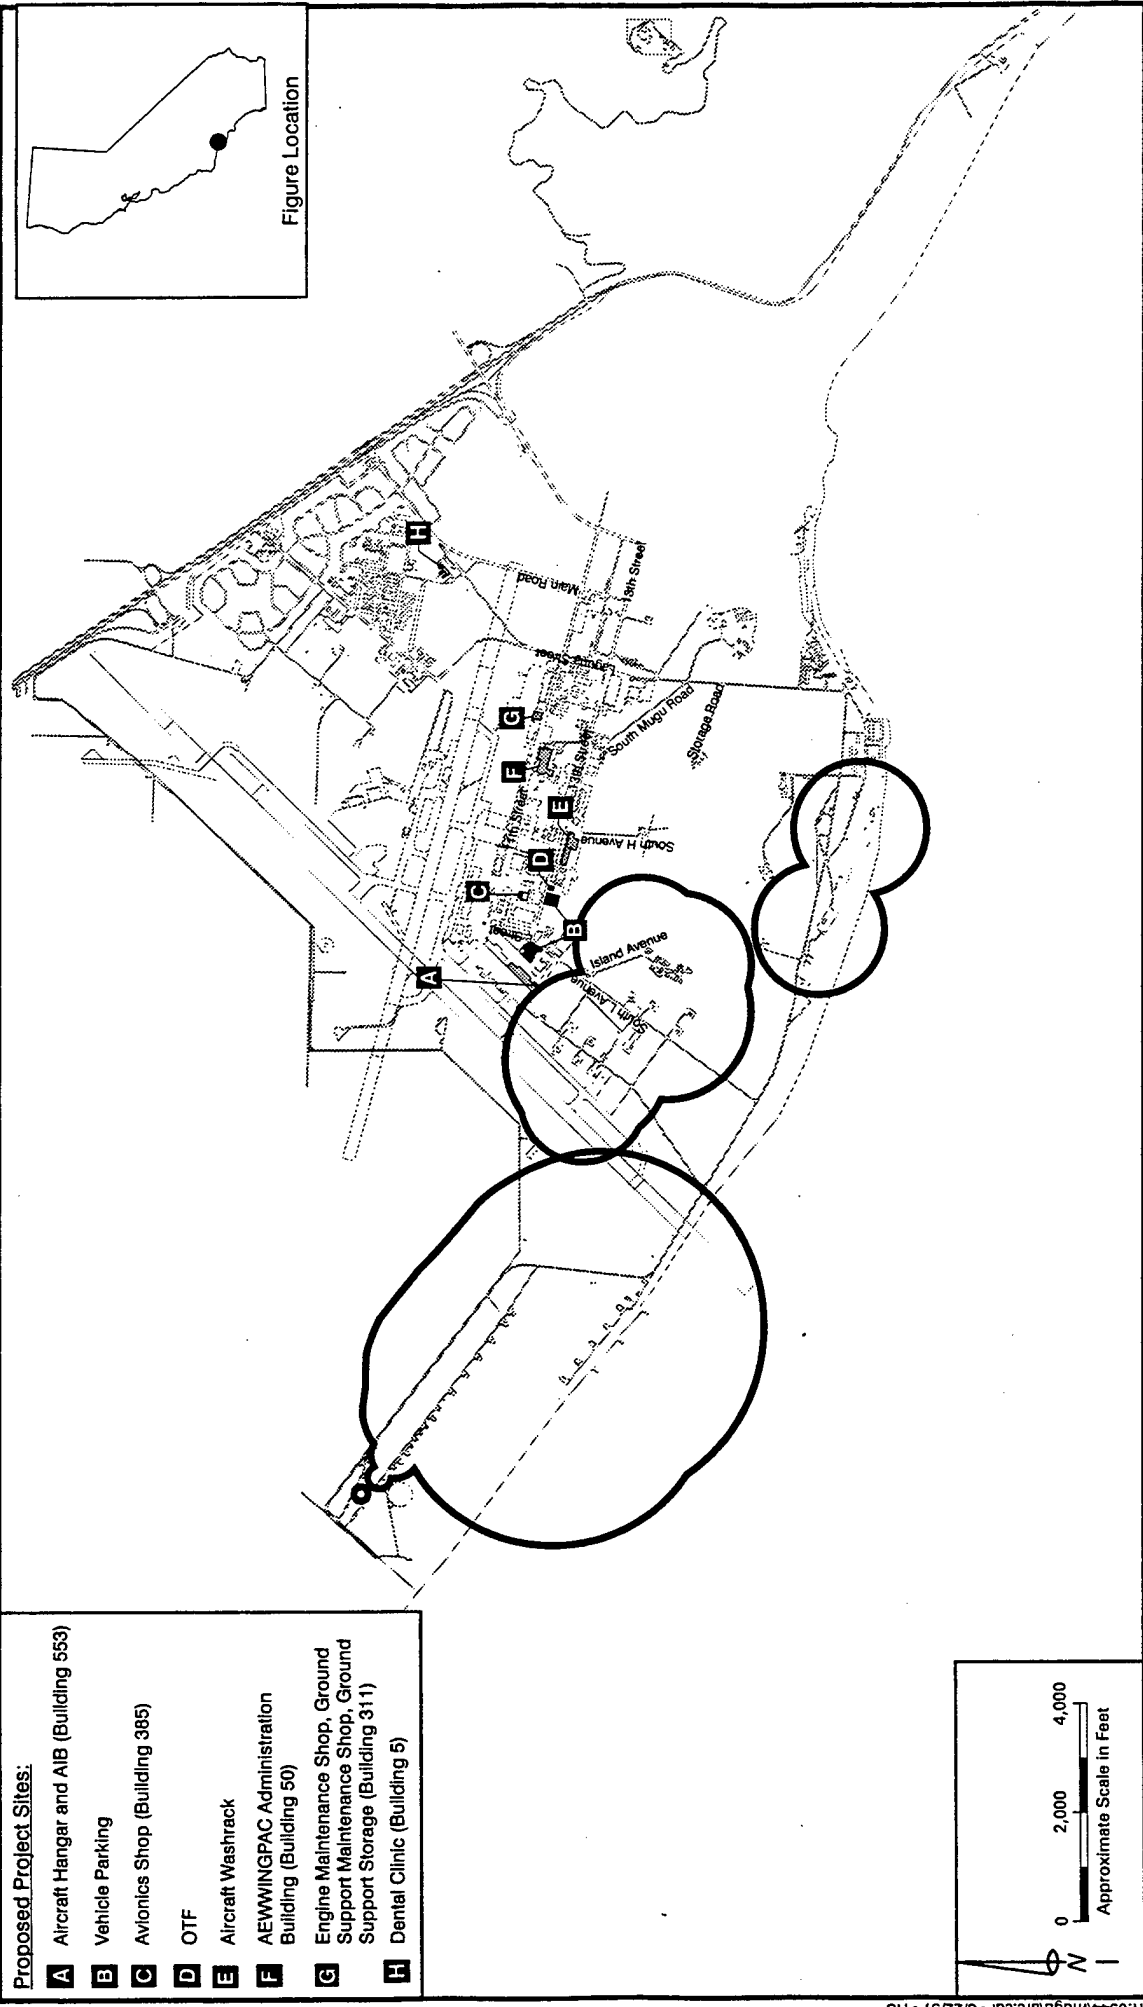 Proposed Project Sites:
A Aircraft Hangar and AIB (Building 553)
B Vehicle Parking
C Avionics Shop (Building 385)
D OTF
E Aircraft Washrack
F AEWWINGPAC Administration
Building (Building 50)
G Engine Maintenance Shop, Ground
Support Maintenance Shop, Ground
Support Storage (Building 311)
H Dental Clinic (Building 5)
Figure Location
A
B
C
D
E
F
G
H
Main Road
13th Street
Laguna Street
South Mugu Road
Storage Road
7th Street
Street
South H Avenue
Street
Island Avenue
South L Avenue
0 2,000 4,000
Approximate Scale in Feet
N